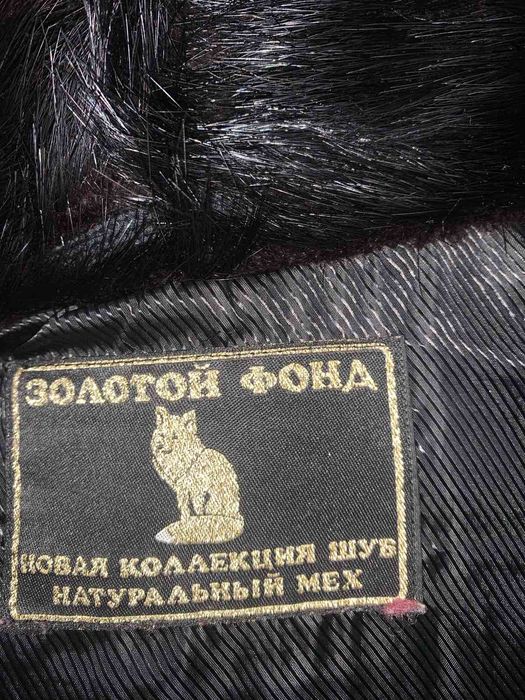 ЗОЛОТОЙ ФОНД
НОВАЯ КОЛЛЕКЦИЯ ШУБ
НАТУРАЛЬНЫЙ МЕХ